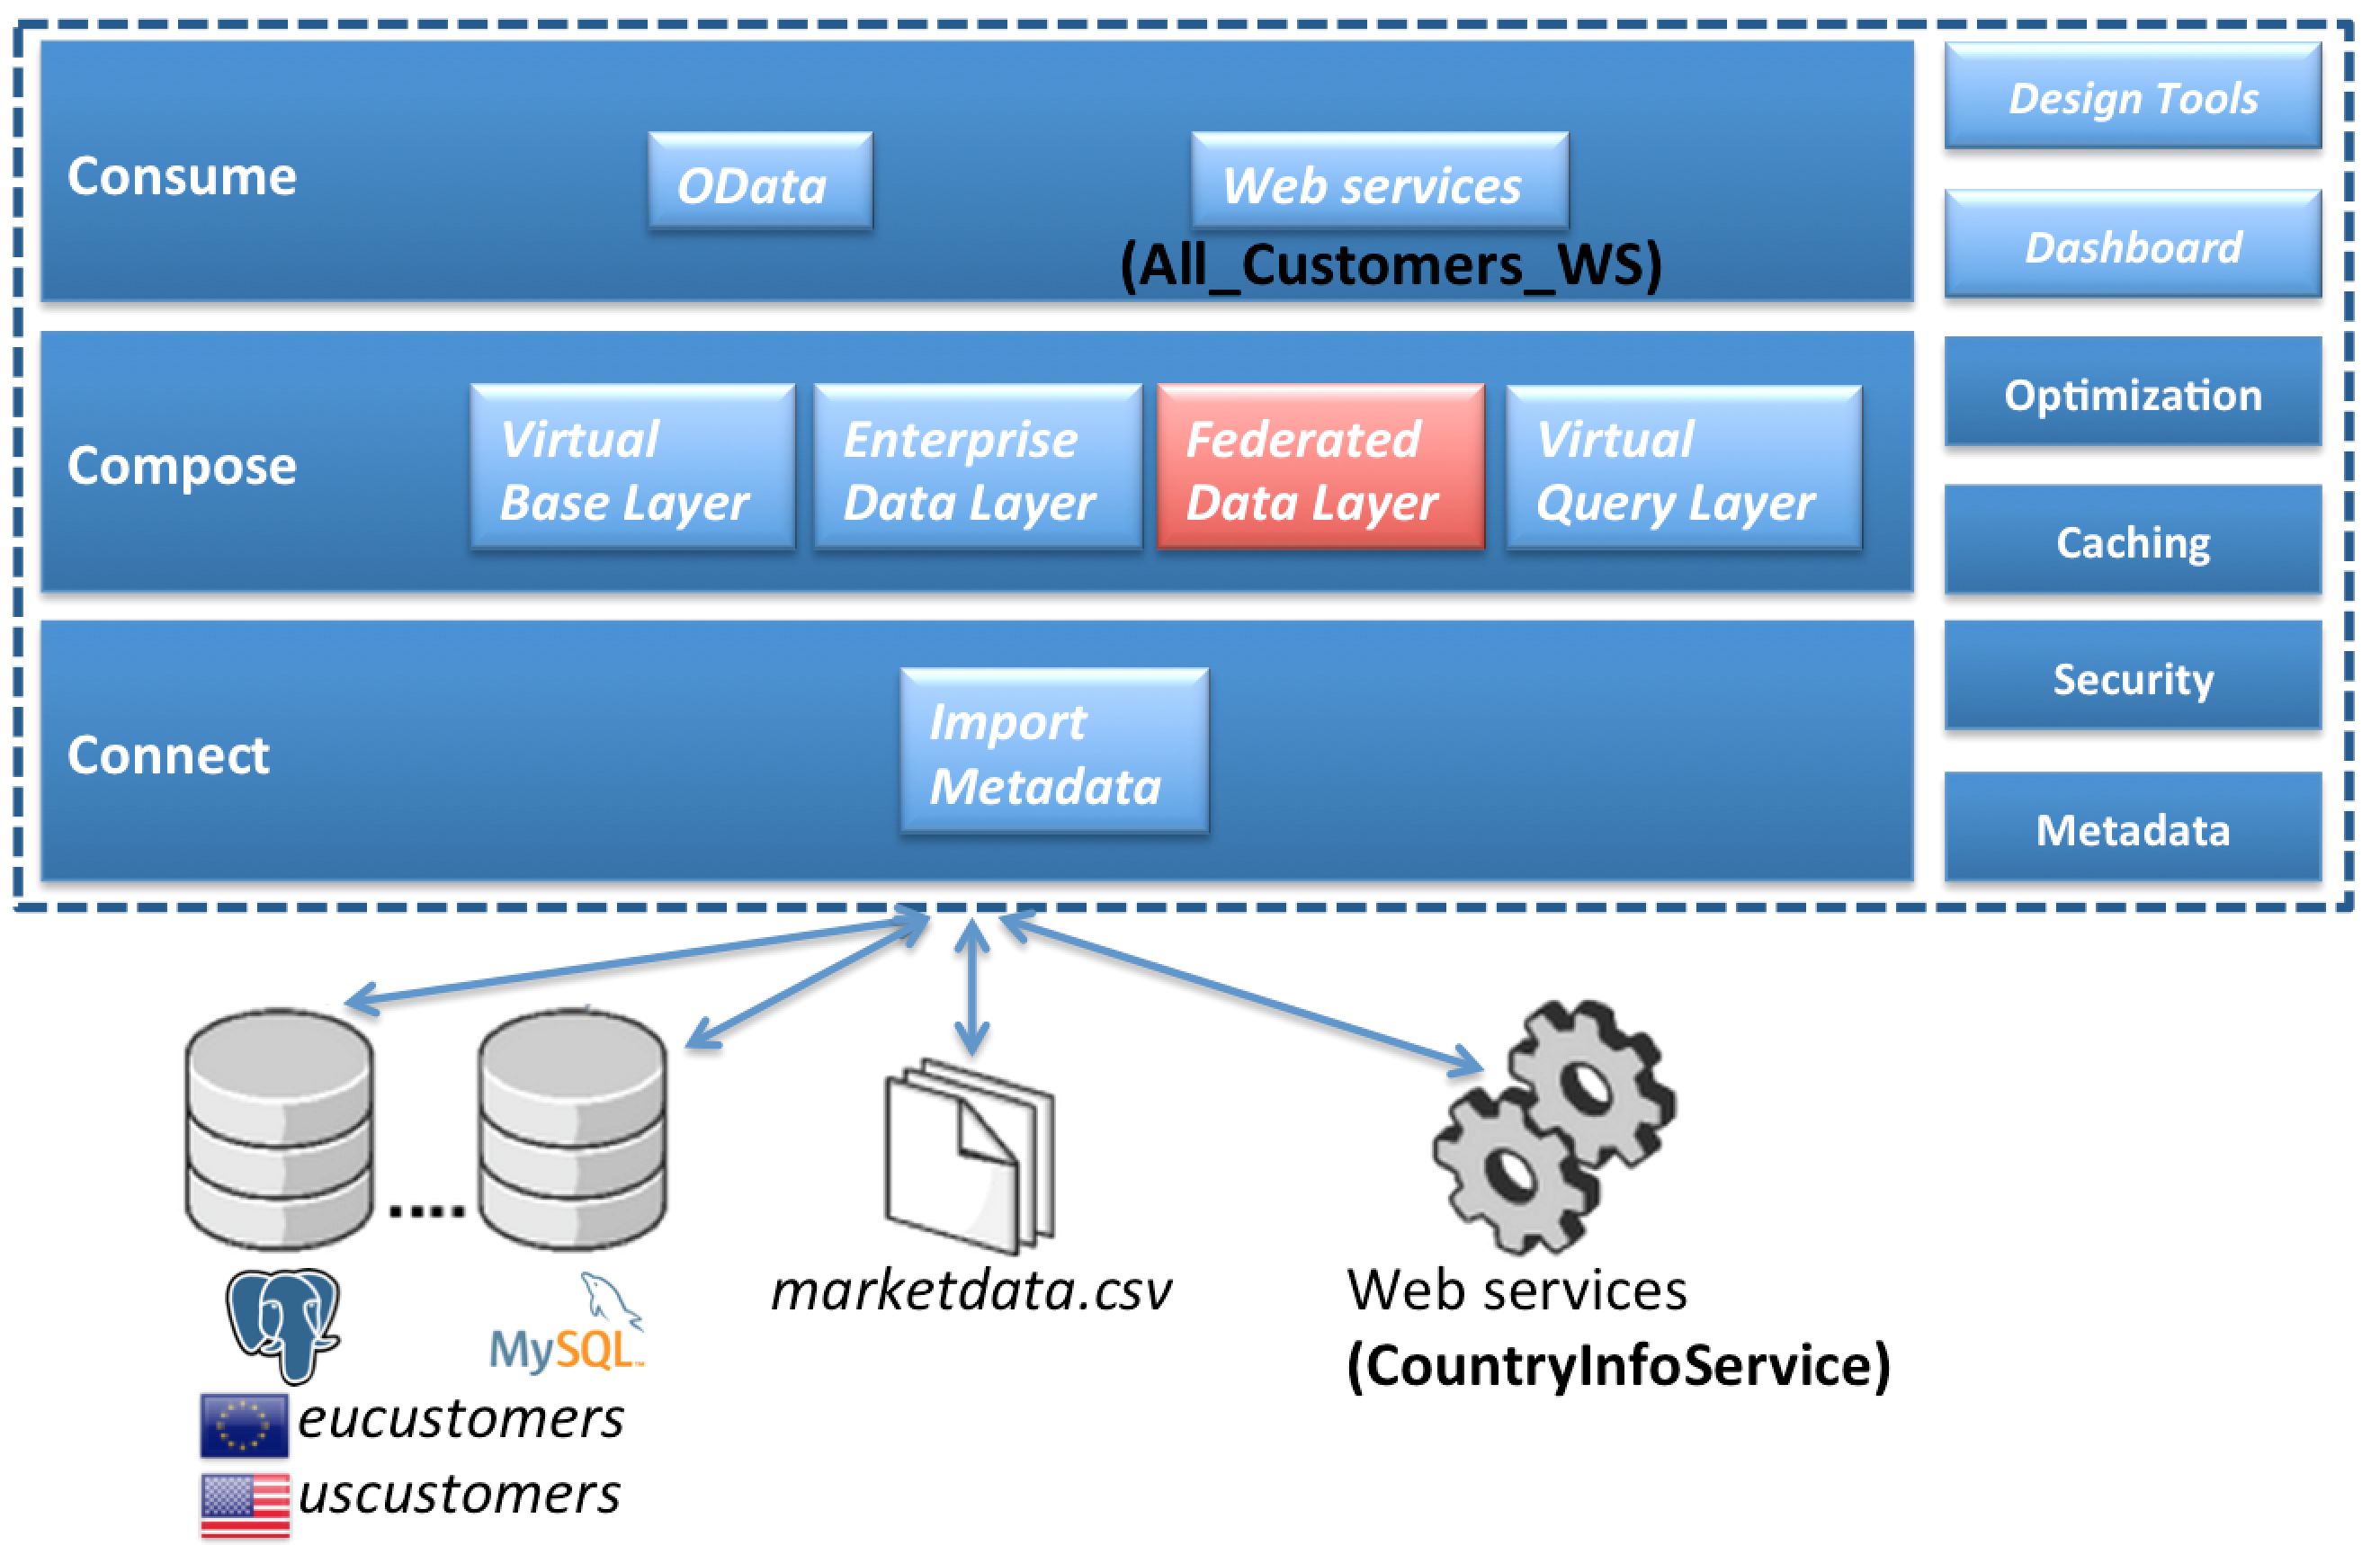 Consume
OData
Web services
(All_Customers_WS)
Design Tools
Dashboard
Compose
Virtual
Base Layer
Enterprise
Data Layer
Federated
Data Layer
Virtual
Query Layer
Optimization
Caching
Connect
Import
Metadata
Security
Metadata
....
MySQL™
marketdata.csv
Web services
(CountryInfoService)
eucustomers
uscustomers